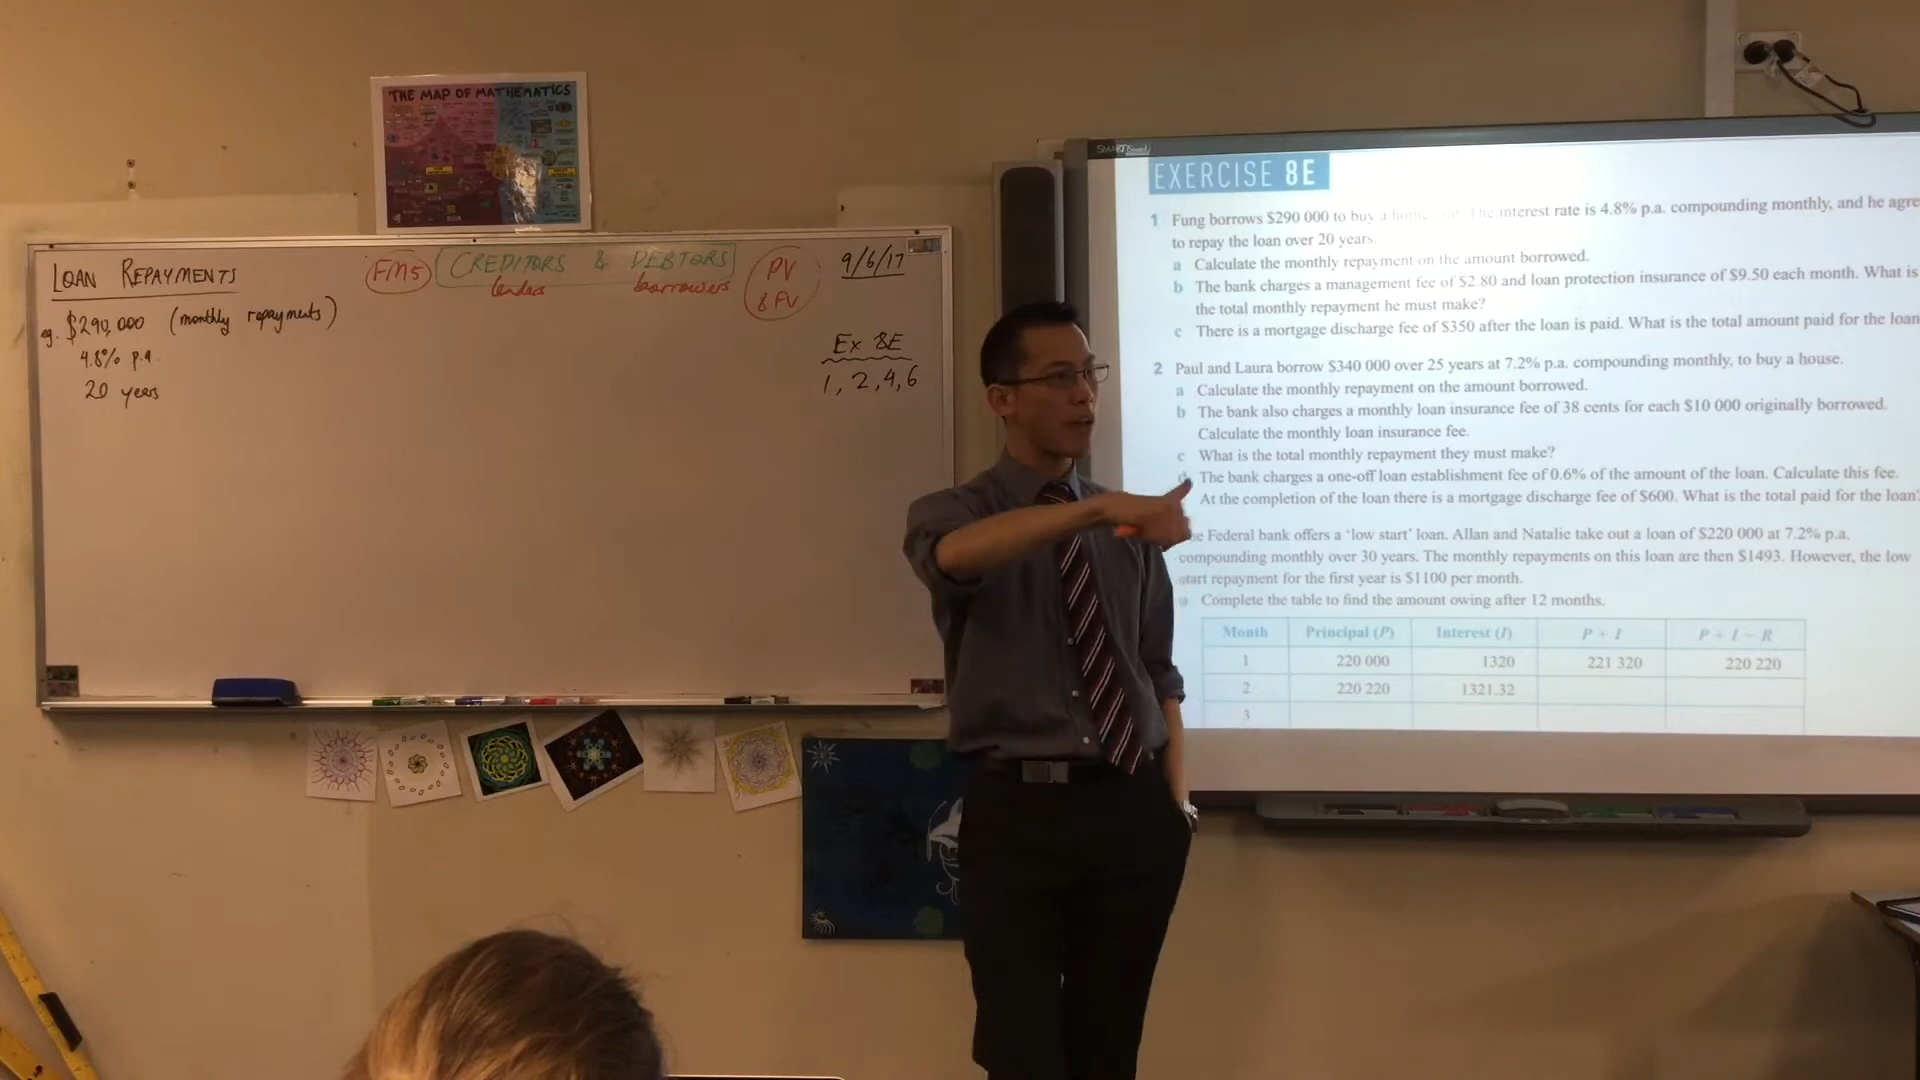 THE MAP OF MATHEMATICS
LOAN REPAYMENTS
eg. $290,000 (monthly repayments)
4.8% p.a.
20 years
FM5
CREDITORS & DEBTORS
lenders borrowers
PV
& FV
9/6/17
Ex 8E
1, 2, 4, 6
SMART Board
EXERCISE 8E
1 Fung borrows $290 000 to buy a home The interest rate is 4.8% p.a. compounding monthly, and he agre
to repay the loan over 20 years.
a Calculate the monthly repayment on the amount borrowed.
b The bank charges a management fee of $2.80 and loan protection insurance of $9.50 each month. What is
the total monthly repayment he must make?
c There is a mortgage discharge fee of $350 after the loan is paid. What is the total amount paid for the loan
2 Paul and Laura borrow $340 000 over 25 years at 7.2% p.a. compounding monthly, to buy a house.
a Calculate the monthly repayment on the amount borrowed.
b The bank also charges a monthly loan insurance fee of 38 cents for each $10 000 originally borrowed.
Calculate the monthly loan insurance fee.
c What is the total monthly repayment they must make?
d The bank charges a one-off loan establishment fee of 0.6% of the amount of the loan. Calculate this fee.
At the completion of the loan there is a mortgage discharge fee of $600. What is the total paid for the loan?
he Federal bank offers a 'low start' loan. Allan and Natalie take out a loan of $220 000 at 7.2% p.a.
compounding monthly over 30 years. The monthly repayments on this loan are then $1493. However, the low
start repayment for the first year is $1100 per month.
a Complete the table to find the amount owing after 12 months.
Month Principal (P) Interest (I) P + I P + I − R
1 220 000 1320 221 320 220 220
2 220 220 1321.32
3